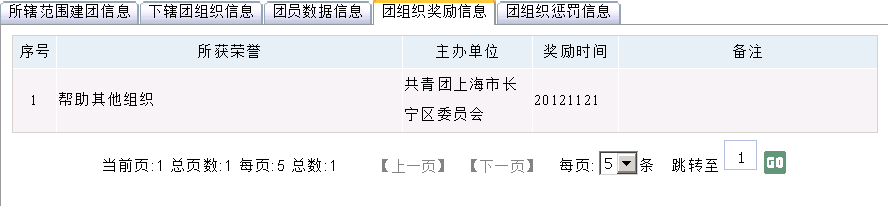 所辖范围建团信息 下辖团组织信息 团员数据信息 团组织奖励信息 团组织惩罚信息
序号 所获荣誉 主办单位 奖励时间 备注
1 帮助其他组织 共青团上海市长宁区委员会 20121121
当前页:1 总页数:1 每页:5 总数:1 【上一页】 【下一页】 每页: 5 条 跳转至 1 GO